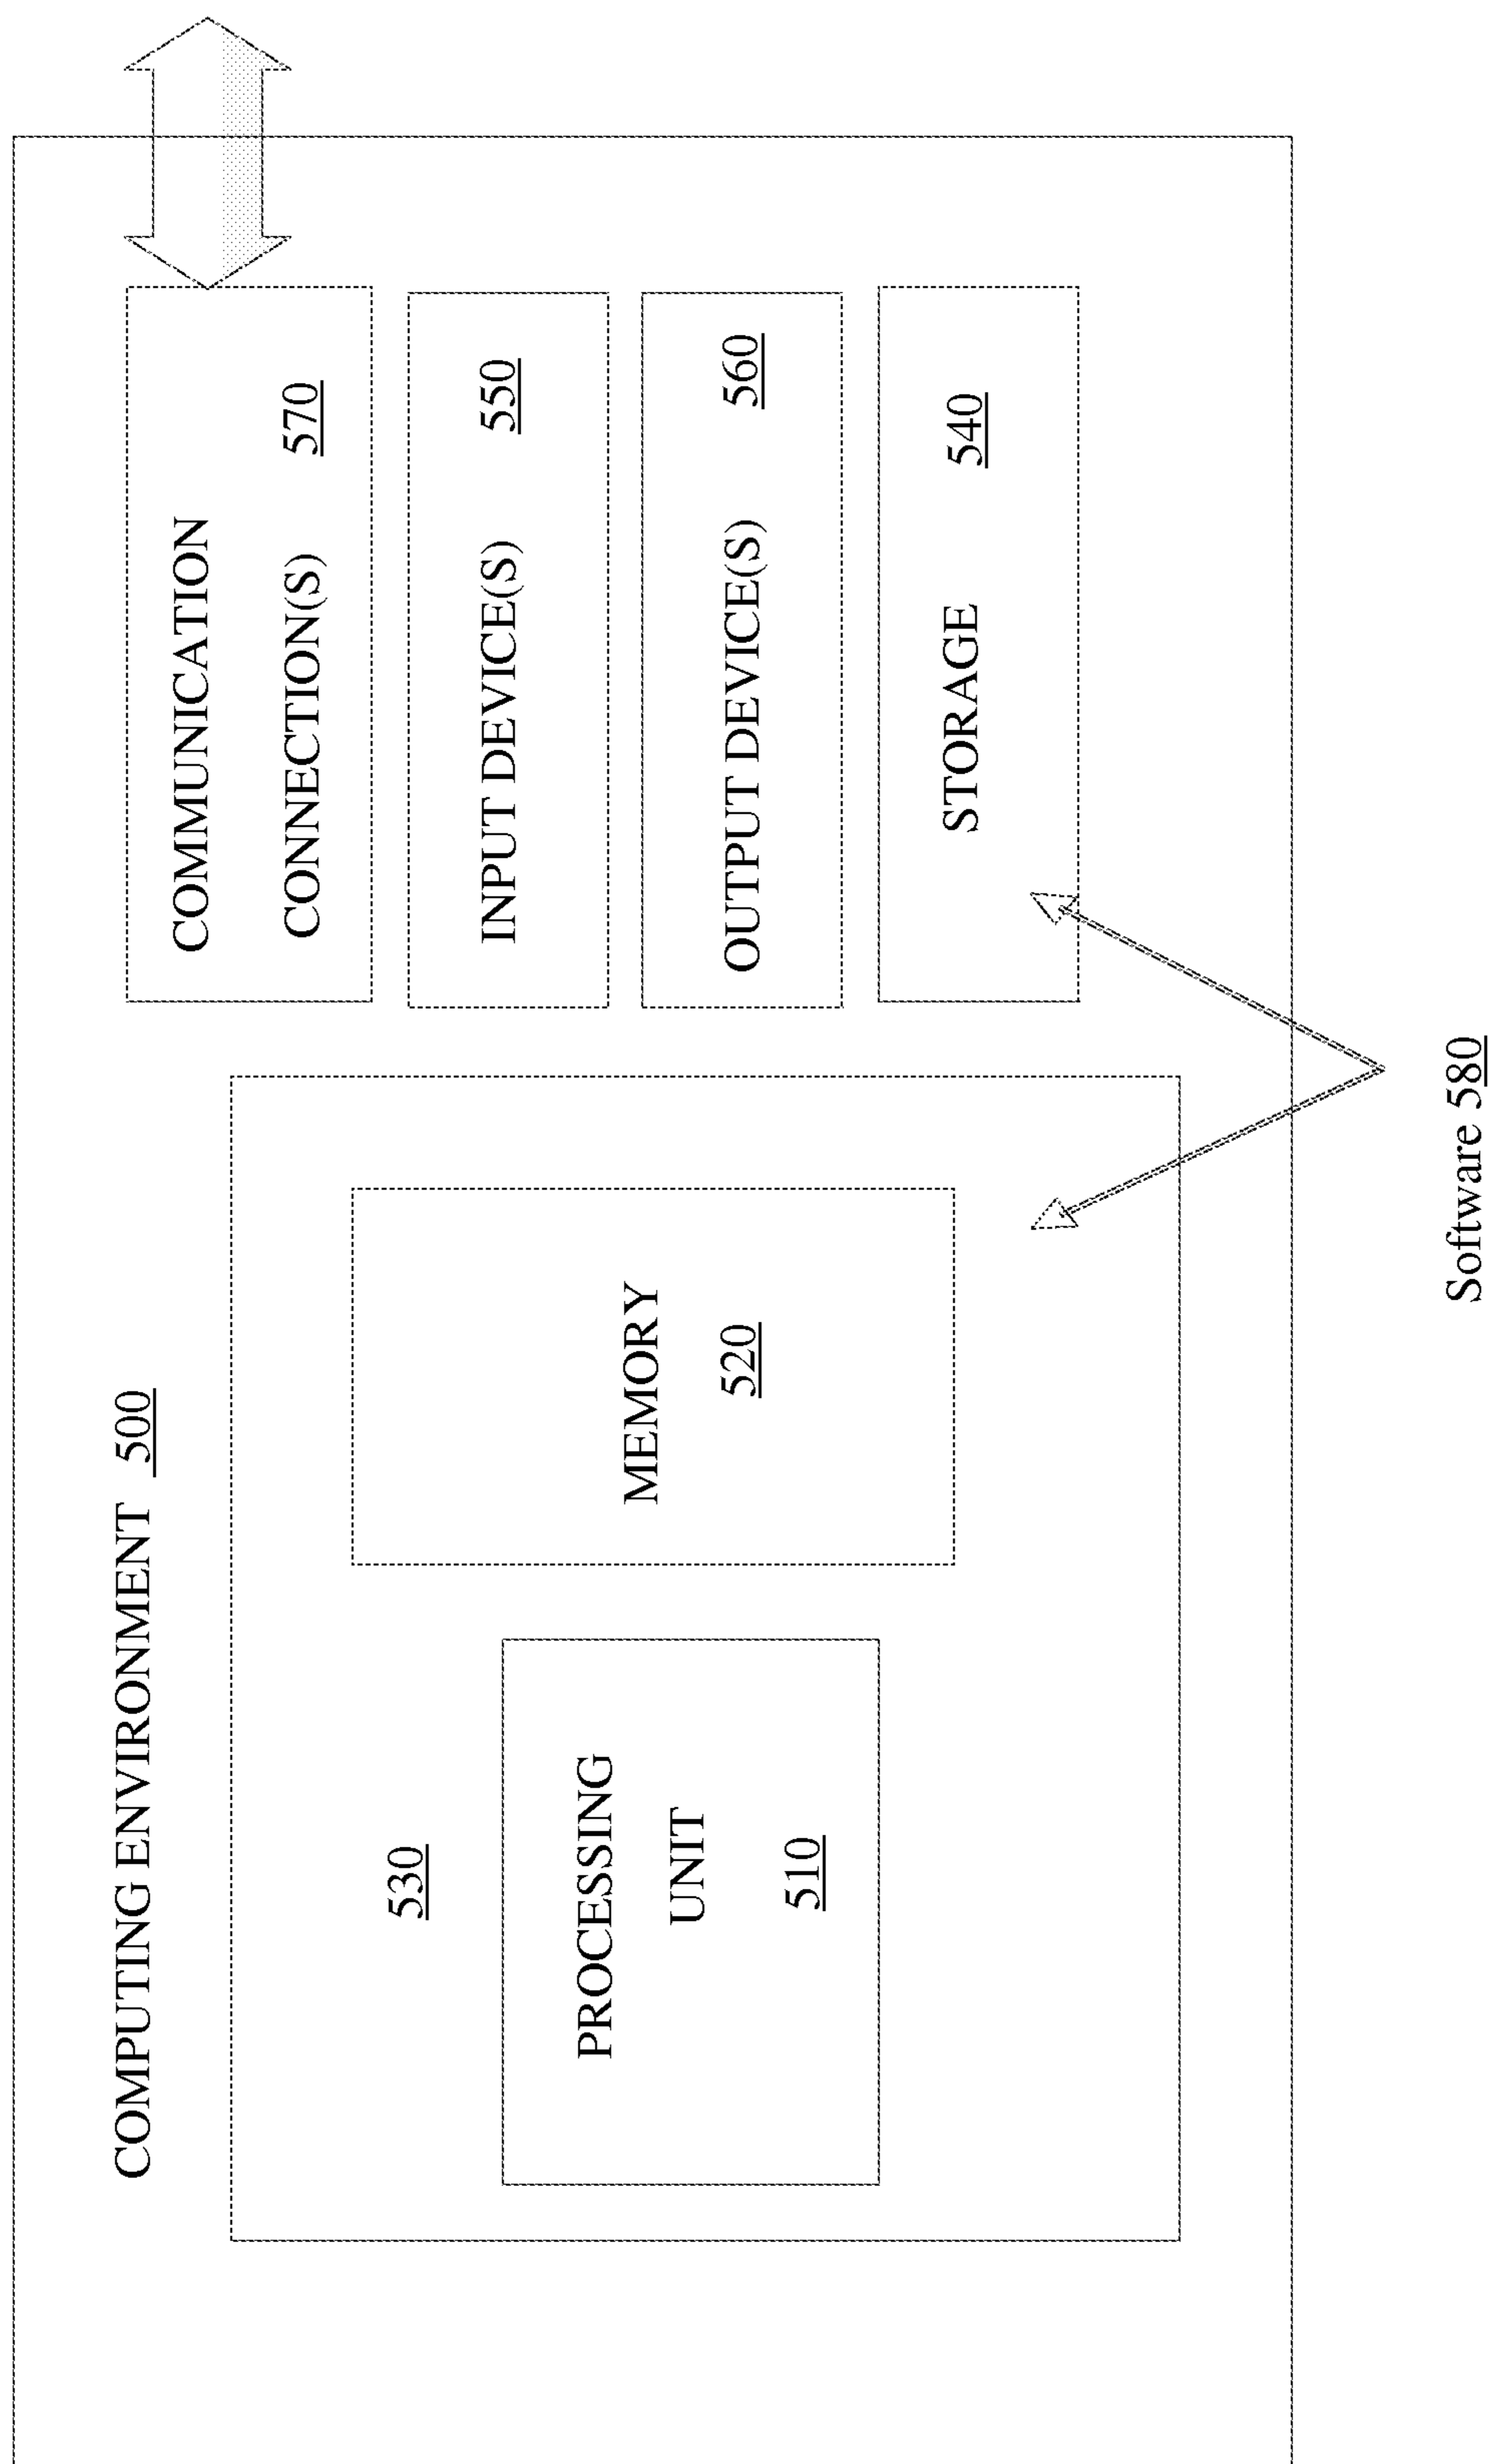 COMPUTING ENVIRONMENT 500
COMMUNICATION
CONNECTION(S) 570
530
INPUT DEVICE(S) 550
PROCESSING
UNIT
510
MEMORY
520
OUTPUT DEVICE(S) 560
STORAGE 540
Software 580